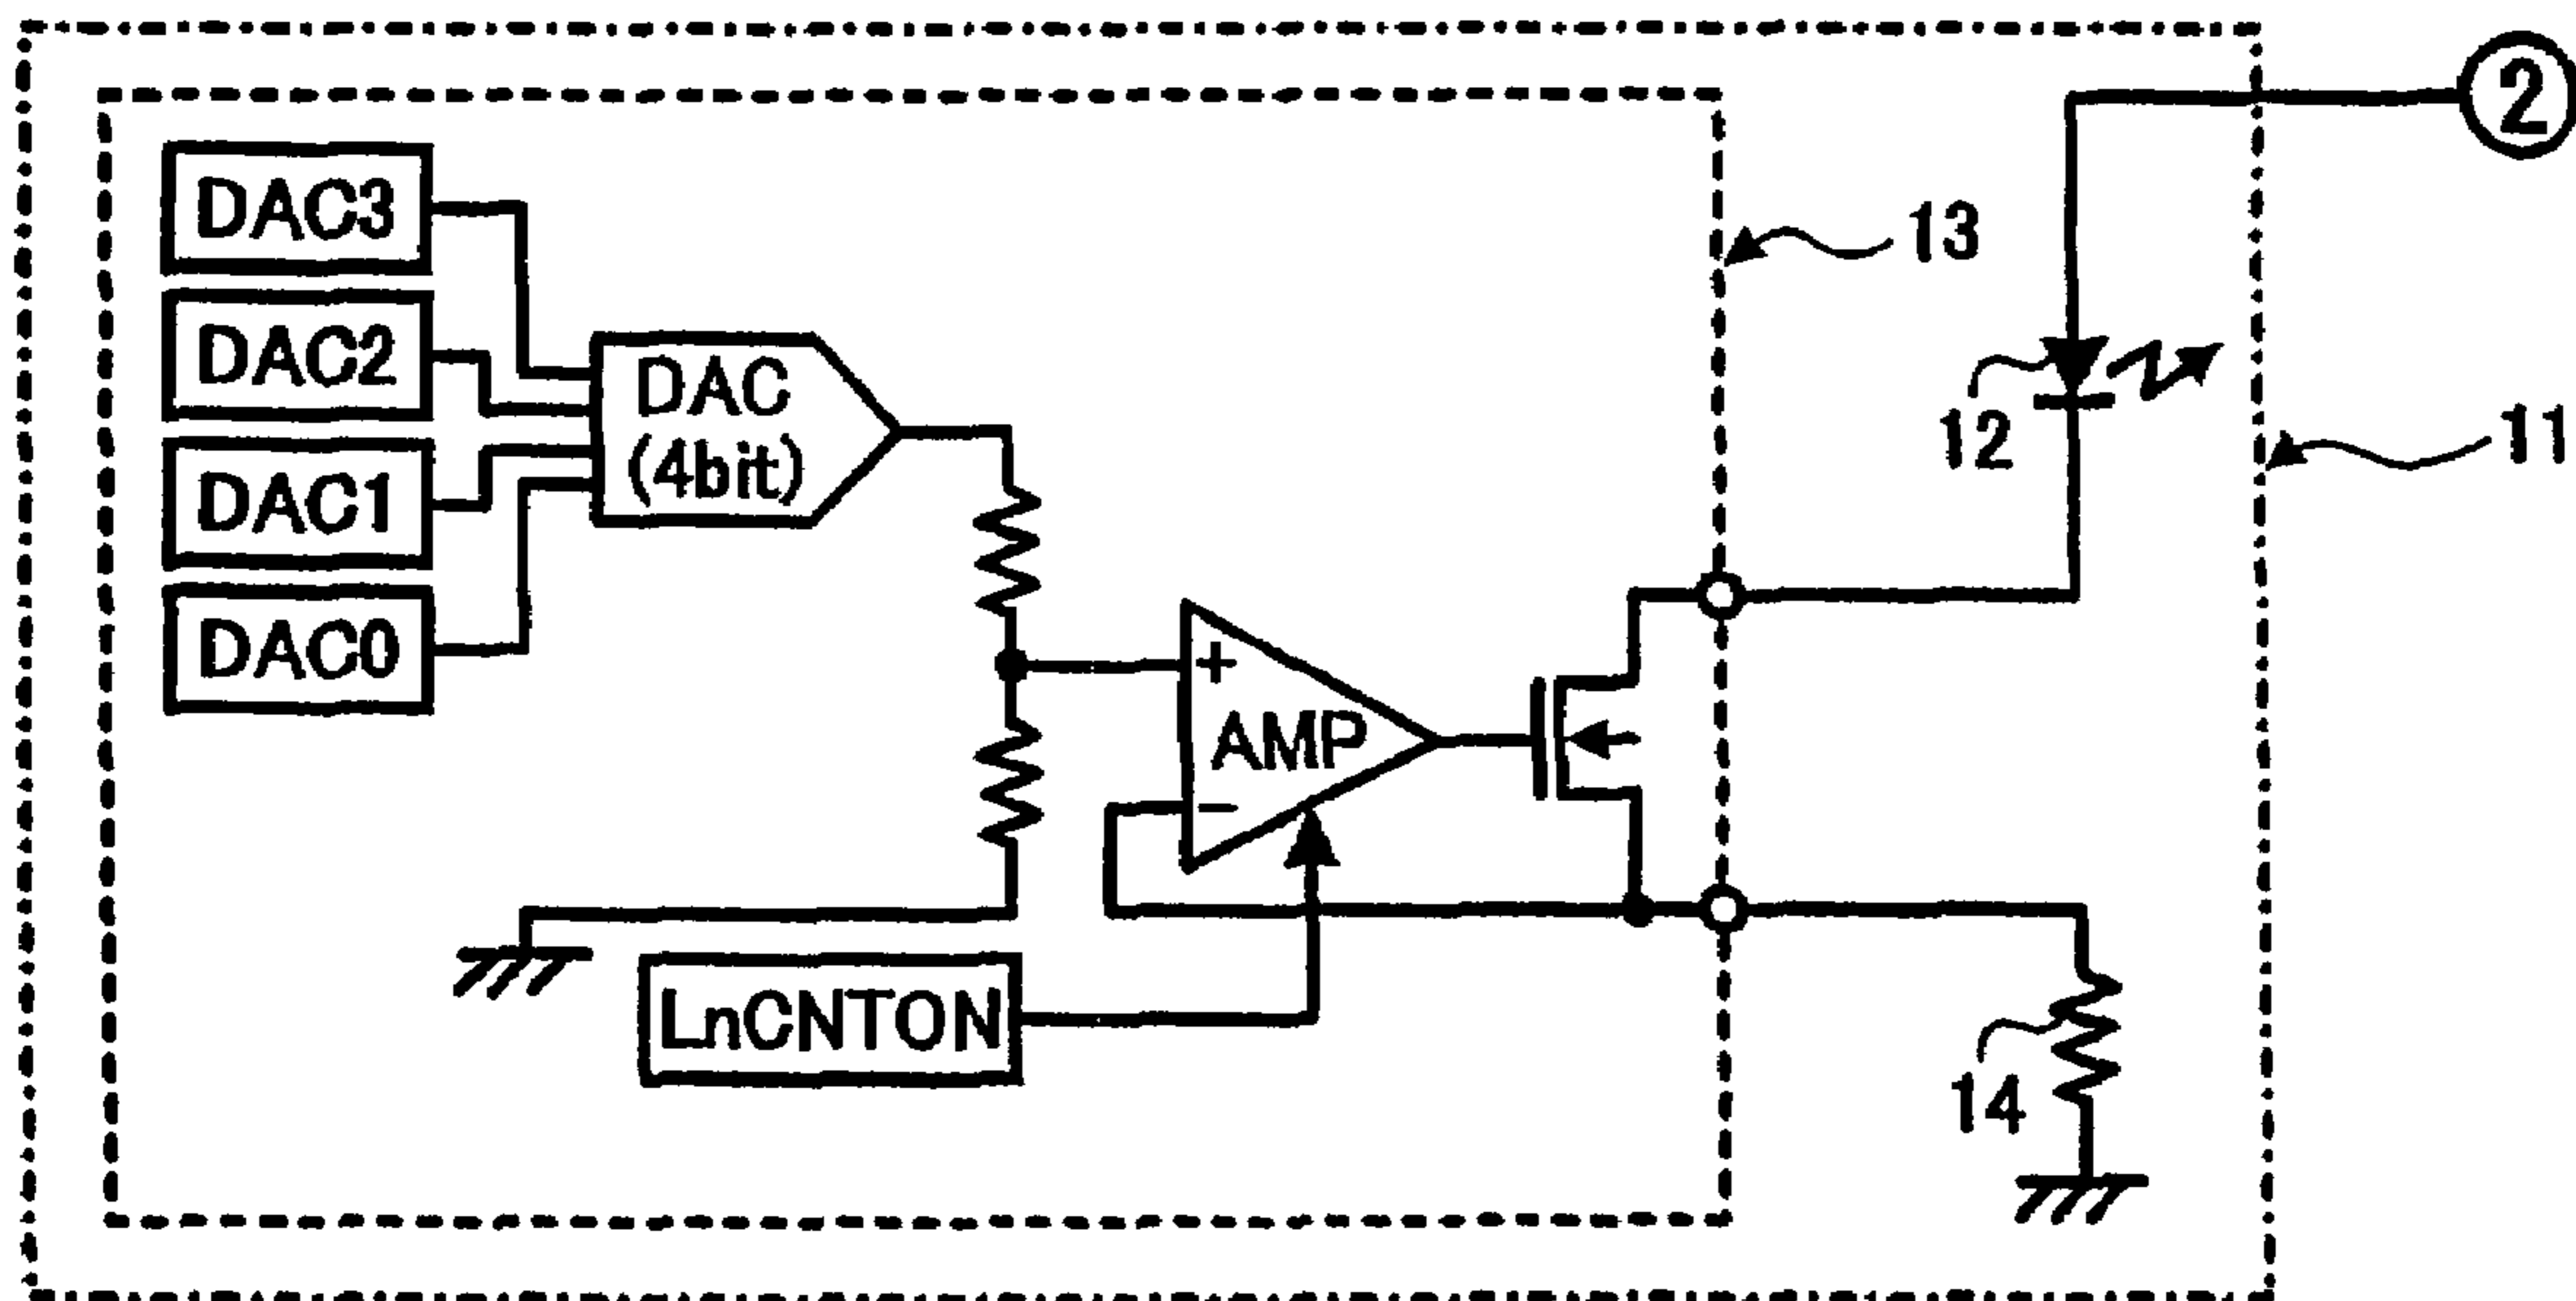 ②
DAC3
13
DAC2
DAC
(4bit)
12
11
DAC1
DAC0
+
AMP
−
LnCNTON
14